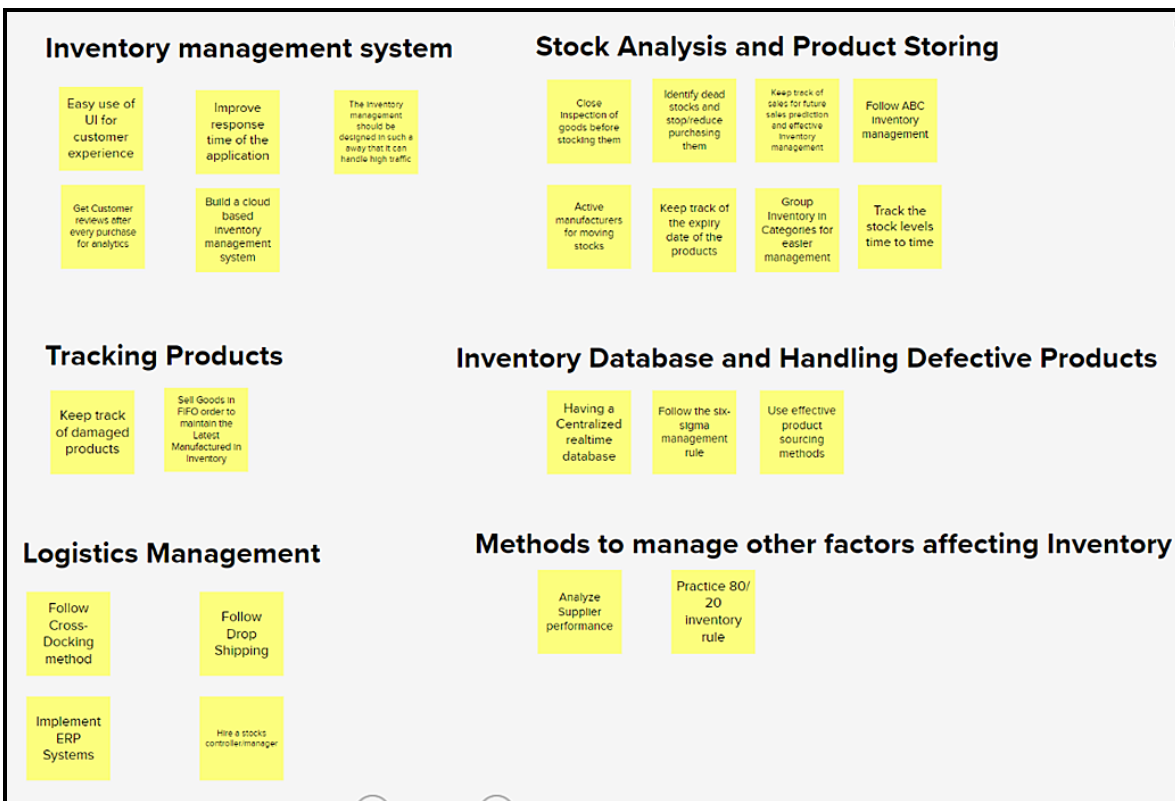 Inventory management system
Easy use of
UI for
customer
experience
Improve
response
time of the
application
The Inventory
management
should be
designed in such
a away that it can
handle high traffic
Get Customer
reviews after
every purchase
for analytics
Build a cloud
based
inventory
management
system
Stock Analysis and Product Storing
Close
Inspection of
goods before
stocking them
Identify dead
stocks and
stop/reduce
purchasing
them
Keep track of
sales for future
sales prediction
and effective
Inventory
management
Follow ABC
inventory
management
Active
manufacturers
for moving
stocks
Keep track of
the expiry
date of the
products
Group
Inventory in
Categories for
easier
management
Track the
stock levels
time to time
Tracking Products
Keep track
of damaged
products
Sell Goods in
FIFO order to
maintain the
Latest
Manufactured in
Inventory
Inventory Database and Handling Defective Products
Having a
Centralized
realtime
database
Follow the six-
sigma
management
rule
Use effective
product
sourcing
methods
Logistics Management
Follow
Cross-
Docking
method
Follow
Drop
Shipping
Implement
ERP
Systems
Hire a stocks
controller/manager
Methods to manage other factors affecting Inventory
Analyze
Supplier
performance
Practice 80/
20
inventory
rule